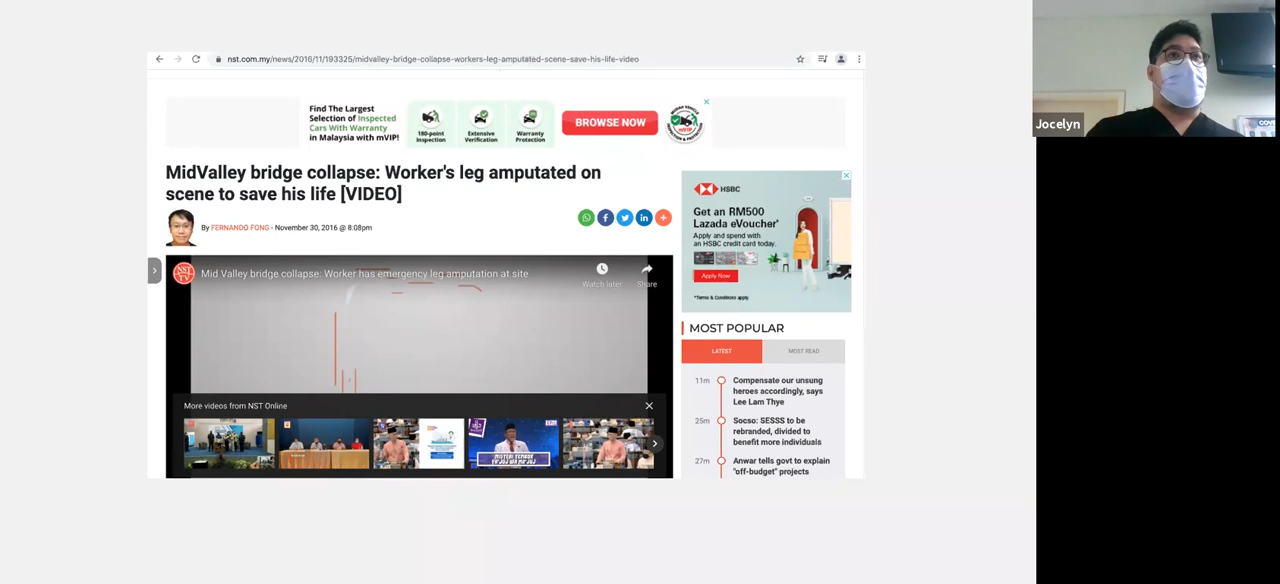 nst.com.my/news/2016/11/193325/midvalley-bridge-collapse-workers-leg-amputated-scene-save-his-life-video
Find The Largest
Selection of Inspected
Cars With Warranty
in Malaysia with mVIP!
180-point
Inspection
Extensive
Verification
Warranty
Protection
BROWSE NOW
mVIP
MidValley bridge collapse: Worker's leg amputated on
scene to save his life [VIDEO]
By FERNANDO FONG - November 30, 2016 @ 8:08pm
NST
TV
Mid Valley bridge collapse: Worker has emergency leg amputation at site
Watch later
Share
More videos from NST Online
HSBC
Get an RM500
Lazada eVoucher*
Apply and spend with
an HSBC credit card today.
Apply Now
*Terms & Conditions apply
MOST POPULAR
LATEST
MOST READ
11m
Compensate our unsung
heroes accordingly, says
Lee Lam Thye
25m
Socso: SESSS to be
rebranded, divided to
benefit more individuals
27m
Anwar tells govt to explain
"off-budget" projects
Jocelyn